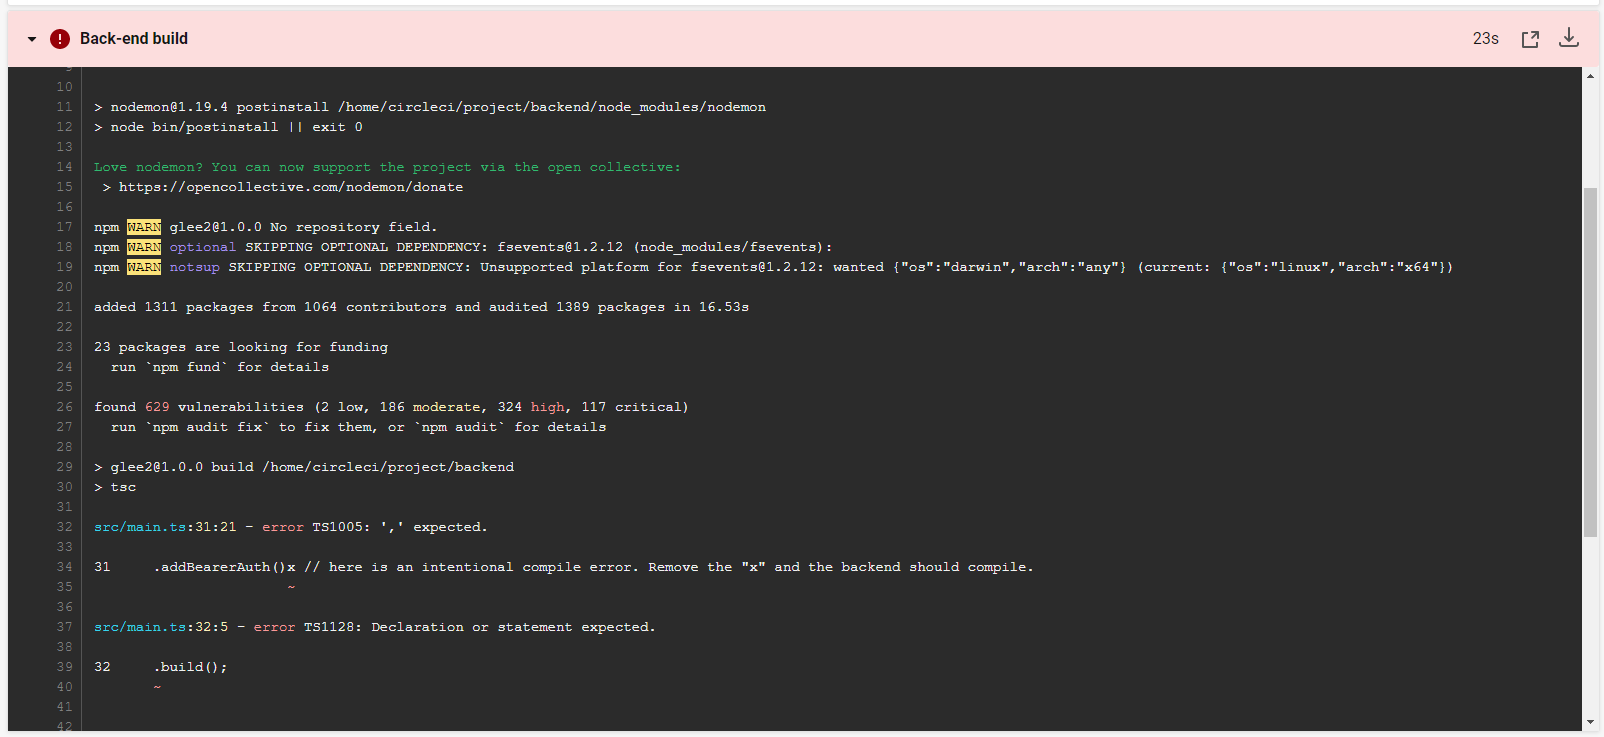 Back-end build
23s
9
10
11 > nodemon@1.19.4 postinstall /home/circleci/project/backend/node_modules/nodemon
12 > node bin/postinstall || exit 0
13
14 Love nodemon? You can now support the project via the open collective:
15  > https://opencollective.com/nodemon/donate
16
17 npm WARN glee2@1.0.0 No repository field.
18 npm WARN optional SKIPPING OPTIONAL DEPENDENCY: fsevents@1.2.12 (node_modules/fsevents):
19 npm WARN notsup SKIPPING OPTIONAL DEPENDENCY: Unsupported platform for fsevents@1.2.12: wanted {"os":"darwin","arch":"any"} (current: {"os":"linux","arch":"x64"})
20
21 added 1311 packages from 1064 contributors and audited 1389 packages in 16.53s
22
23 23 packages are looking for funding
24   run `npm fund` for details
25
26 found 629 vulnerabilities (2 low, 186 moderate, 324 high, 117 critical)
27   run `npm audit fix` to fix them, or `npm audit` for details
28
29 > glee2@1.0.0 build /home/circleci/project/backend
30 > tsc
31
32 src/main.ts:31:21 - error TS1005: ',' expected.
33
34 31     .addBearerAuth()x // here is an intentional compile error. Remove the "x" and the backend should compile.
35                        ~
36
37 src/main.ts:32:5 - error TS1128: Declaration or statement expected.
38
39 32     .build();
40        ~
41
42